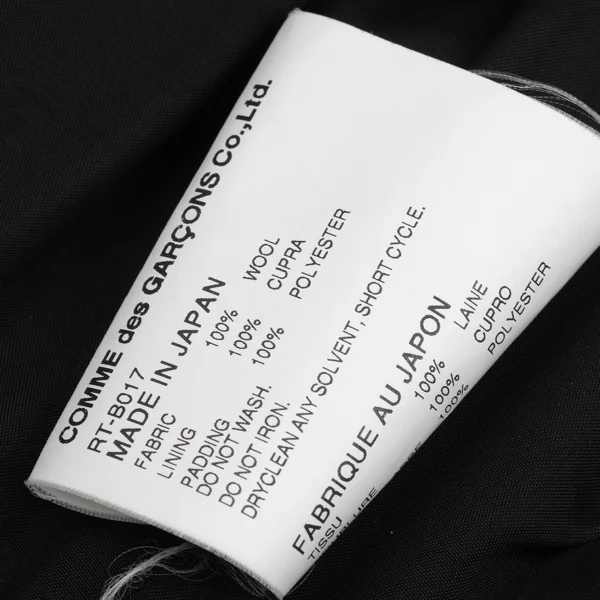 COMME des GARÇONS Co.,Ltd.
RT-B017
MADE IN JAPAN
FABRIC 100% WOOL
LINING 100% CUPRA
PADDING 100% POLYESTER
DO NOT WASH.
DO NOT IRON.
DRYCLEAN ANY SOLVENT, SHORT CYCLE.
FABRIQUE AU JAPON
TISSU 100% LAINE
100% CUPRO
100% POLYESTER